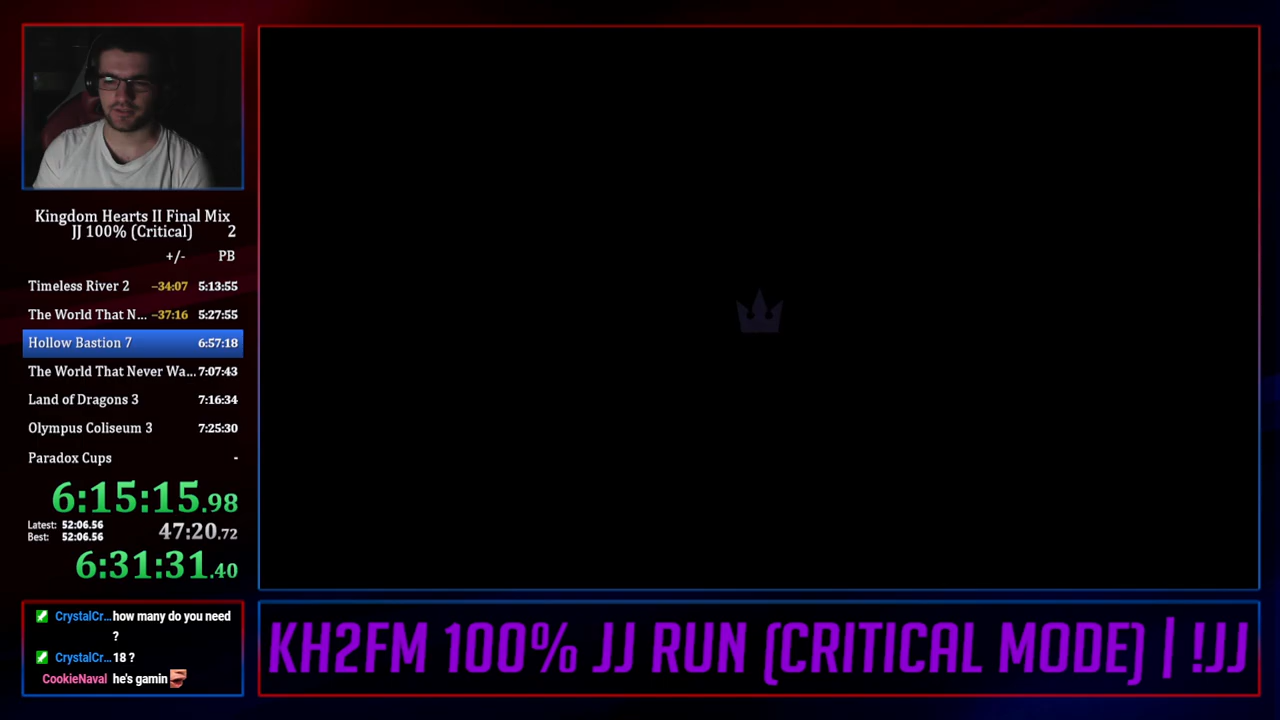 Kingdom Hearts II Final Mix
JJ 100% (Critical) 2
+/- PB
Timeless River 2 −34:07 5:13:55
The World That N... −37:16 5:27:55
Hollow Bastion 7 6:57:18
The World That Never Wa... 7:07:43
Land of Dragons 3 7:16:34
Olympus Coliseum 3 7:25:30
Paradox Cups -
6:15:15.98
Latest: 52:06.56 47:20.72
Best: 52:06.56
6:31:31.40
CrystalCr... how many do you need
?
CrystalCr... 18 ?
CookieNaval he's gamin
KH2FM 100% JJ RUN (CRITICAL MODE) | !JJ